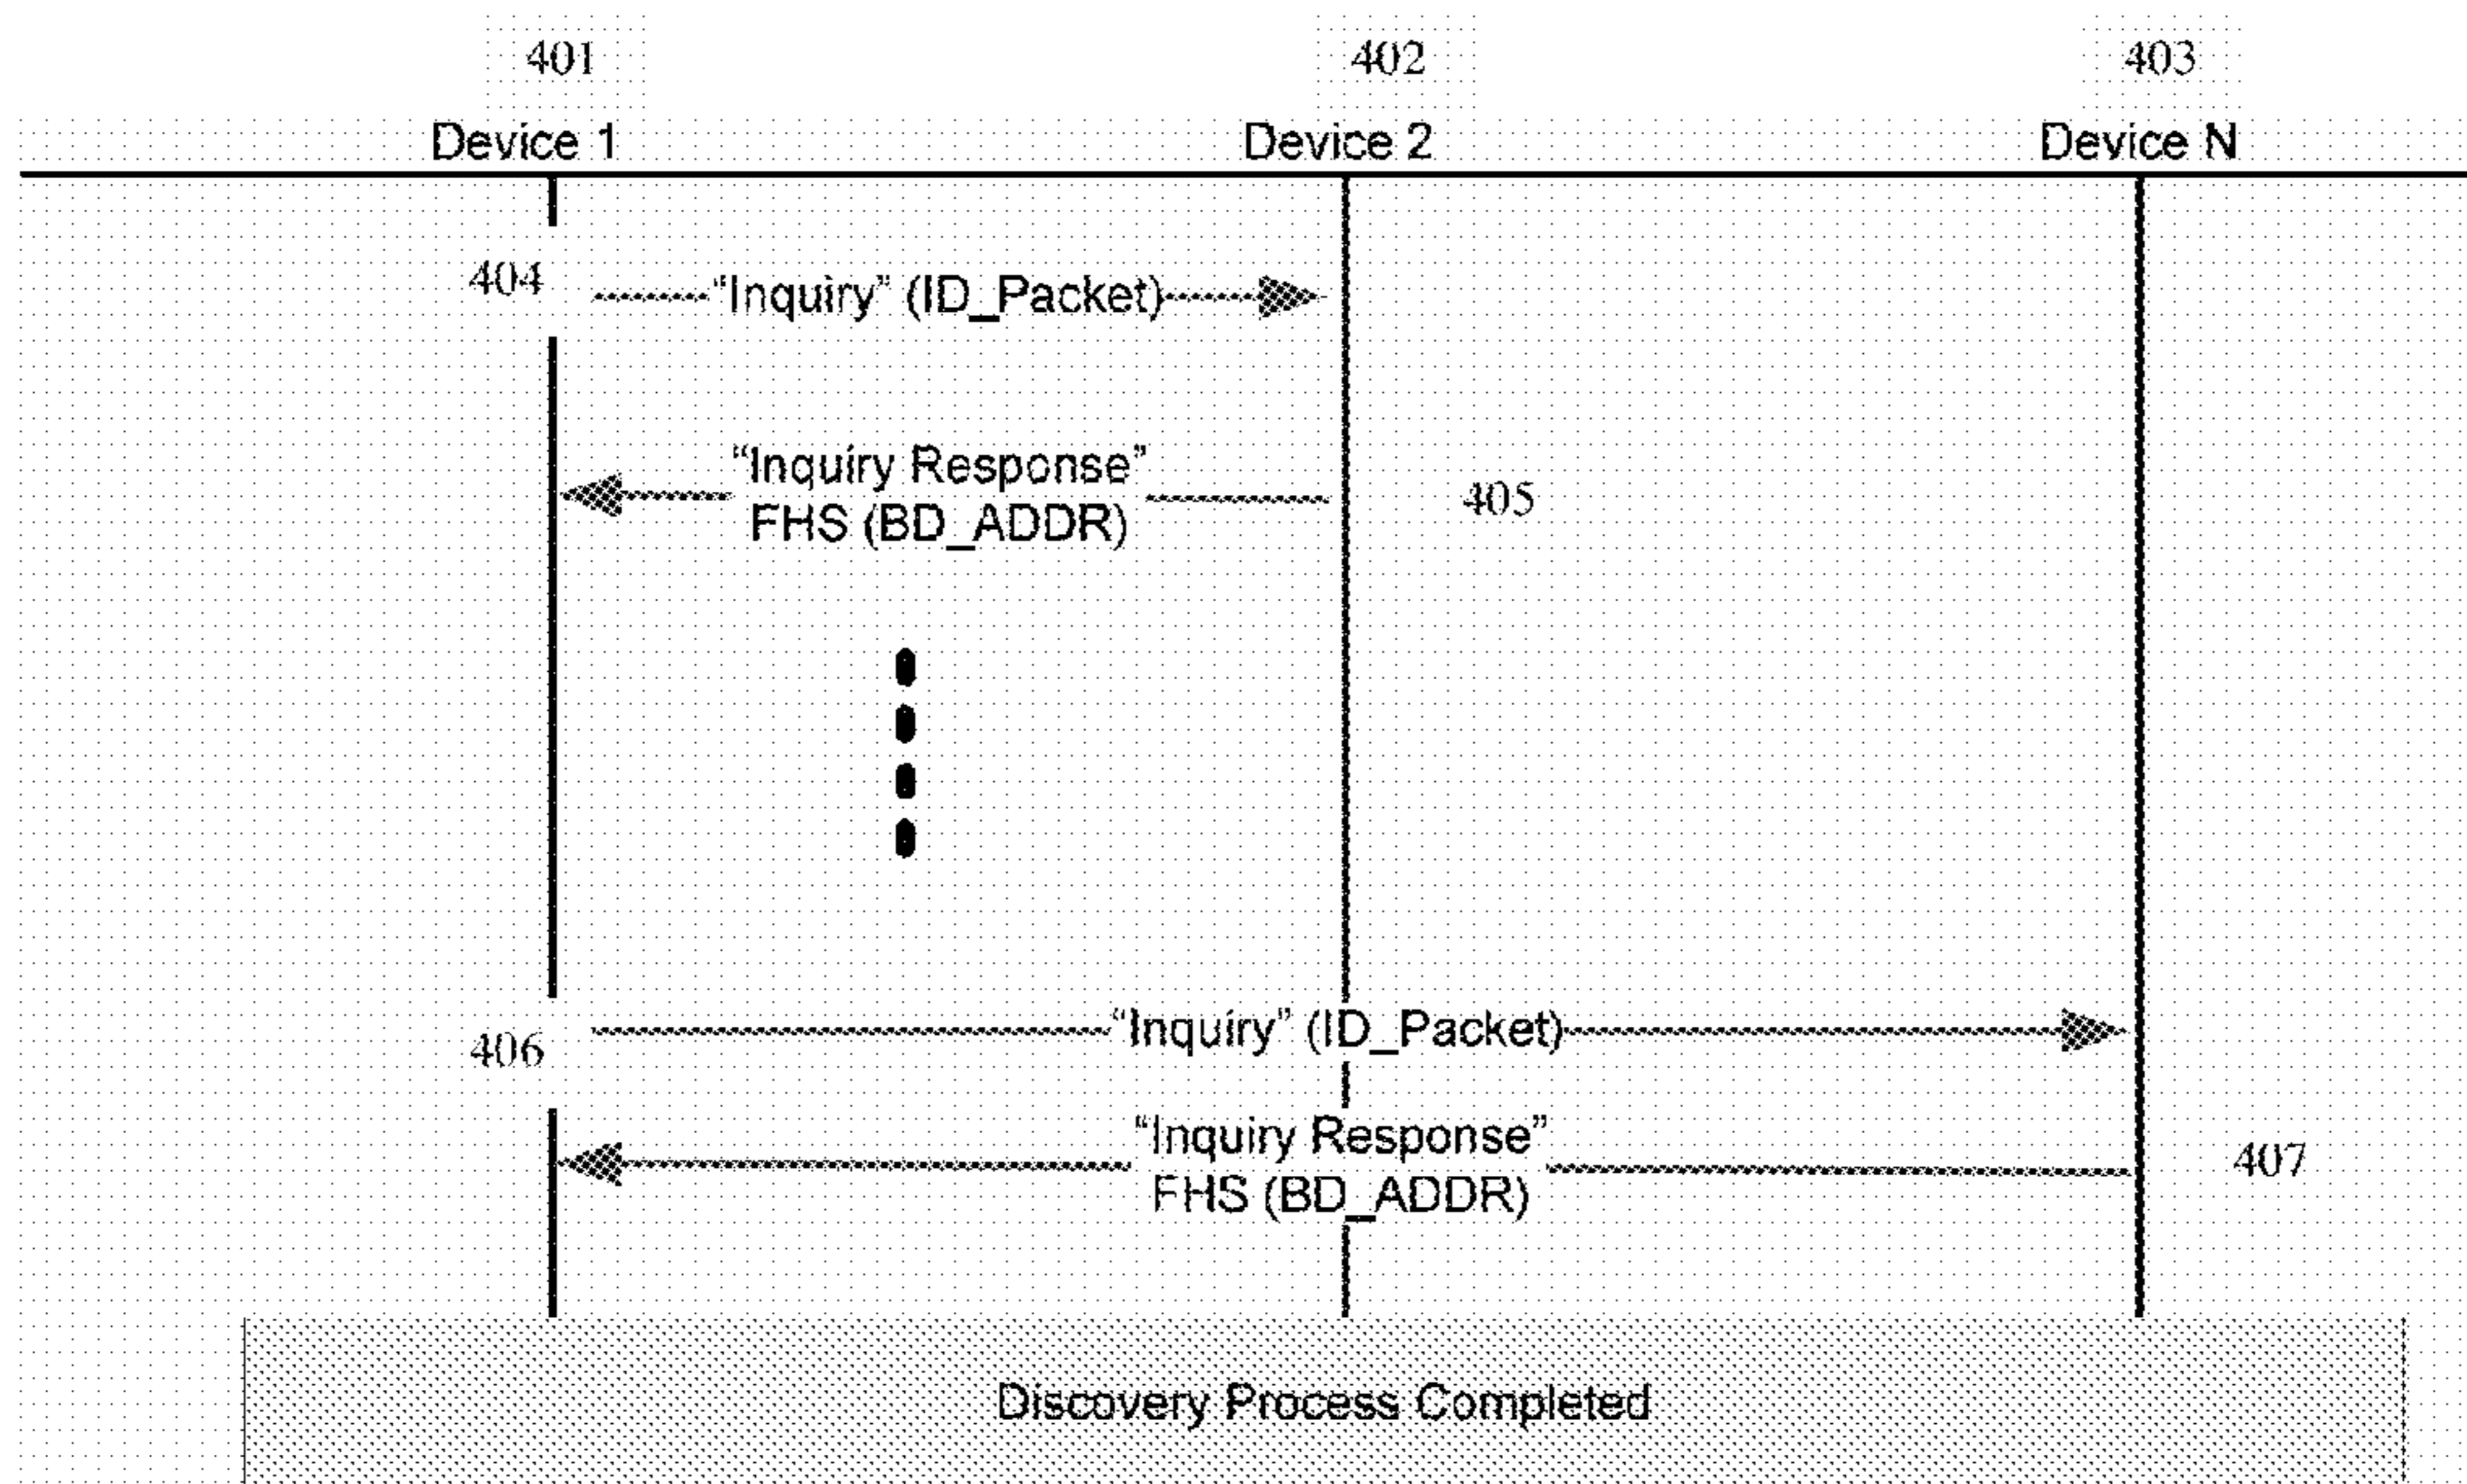 401 402 403
Device 1 Device 2 Device N
404 "Inquiry" (ID_Packet)
"Inquiry Response"
FHS (BD_ADDR) 405
"Inquiry" (ID_Packet)
406
"Inquiry Response"
FHS (BD_ADDR) 407
Discovery Process Completed